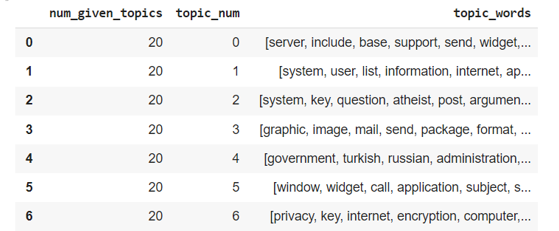 num_given_topics topic_num topic_words
0 20 0 [server, include, base, support, send, widget,...
1 20 1 [system, user, list, information, internet, ap...
2 20 2 [system, key, question, atheist, post, argumen...
3 20 3 [graphic, image, mail, send, package, format, ...
4 20 4 [government, turkish, russian, administration,...
5 20 5 [window, widget, call, application, subject, s...
6 20 6 [privacy, key, internet, encryption, computer,...